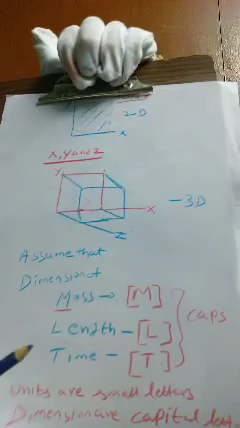 2-D
x
x, y and z
y
x
-3D
z
Assume that
Dimension of
Mass → [M]
Length - [L]
Time - [T]
caps
Units are small letters
Dimension are capital lett